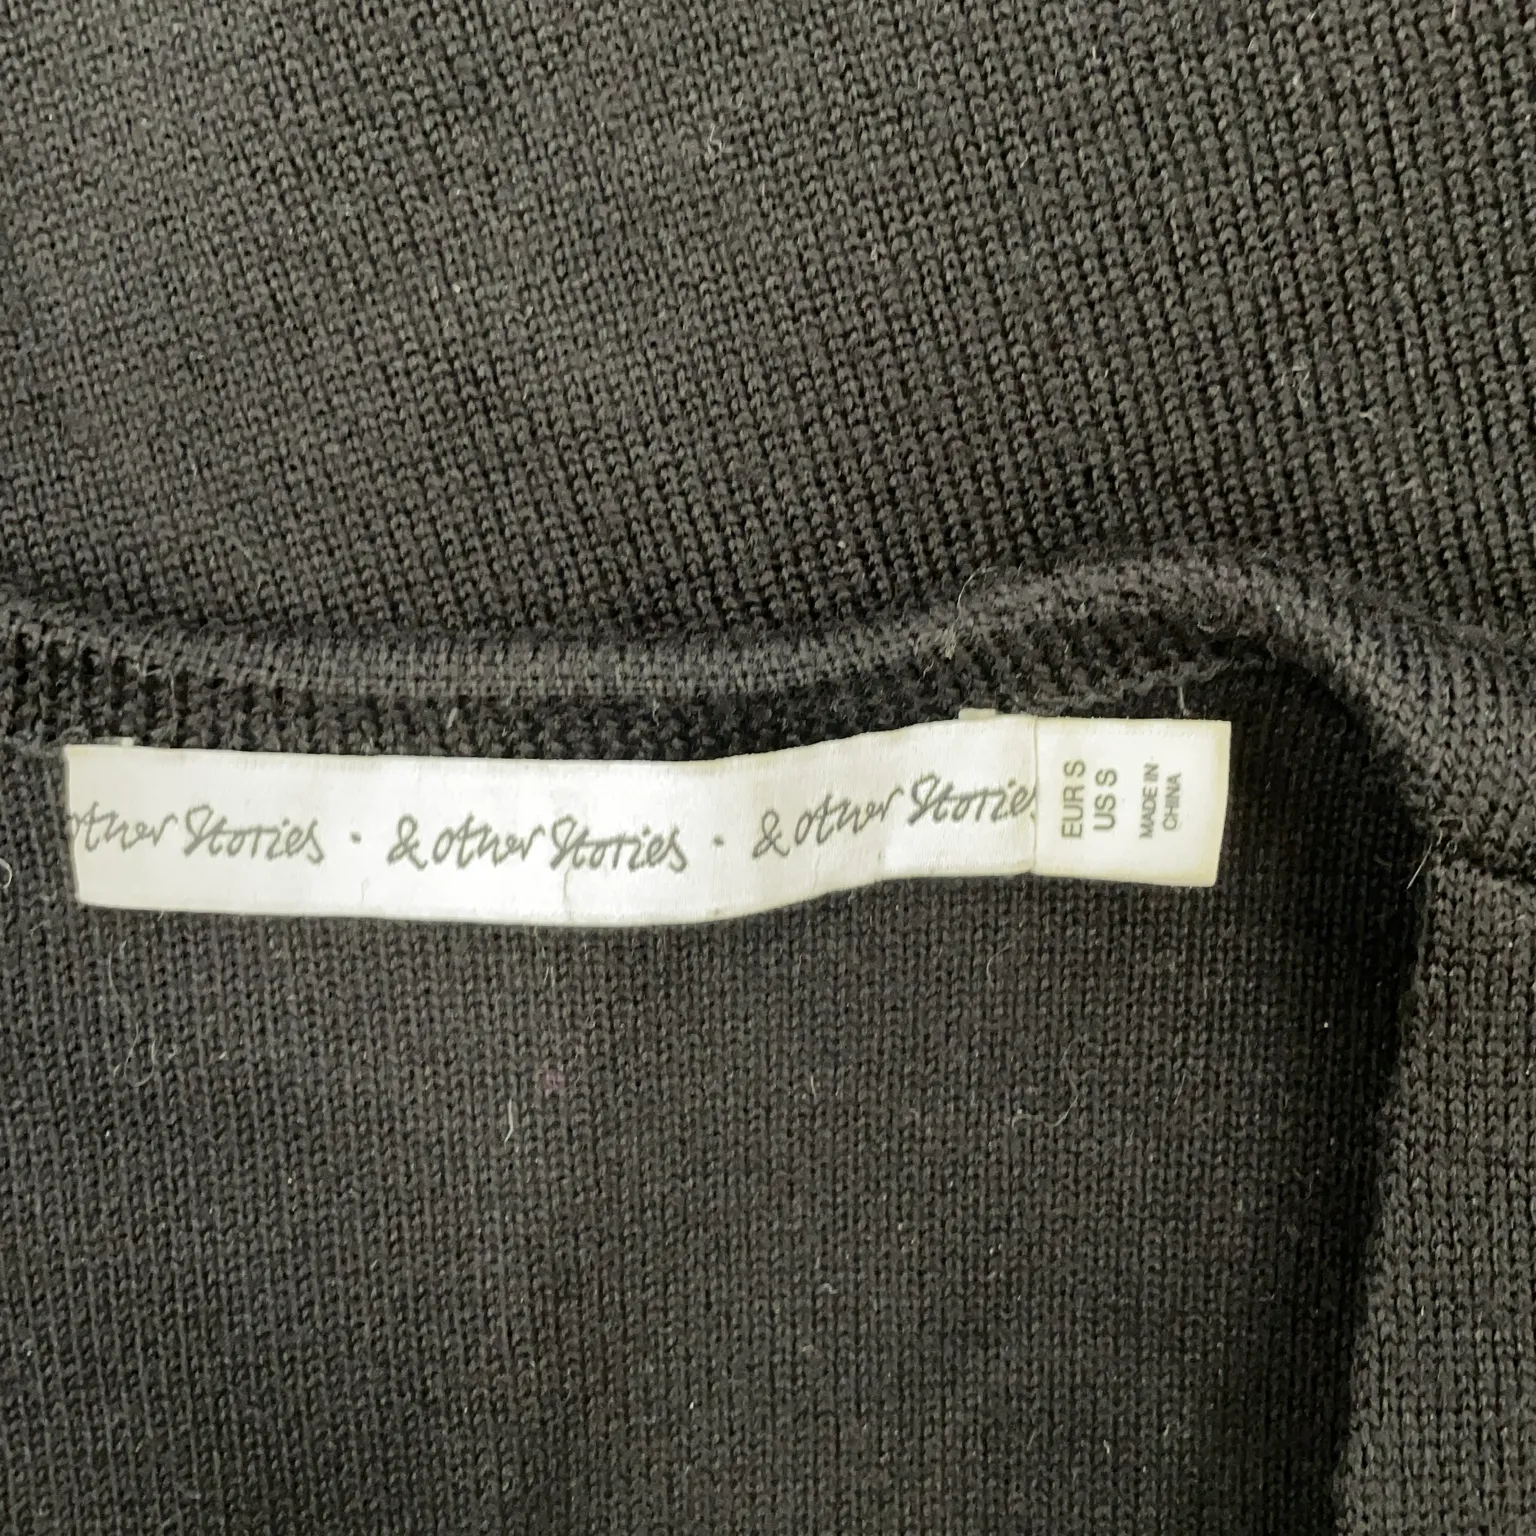 other Stories · & other Stories · & other Stories
EUR S
US S
MADE IN
CHINA